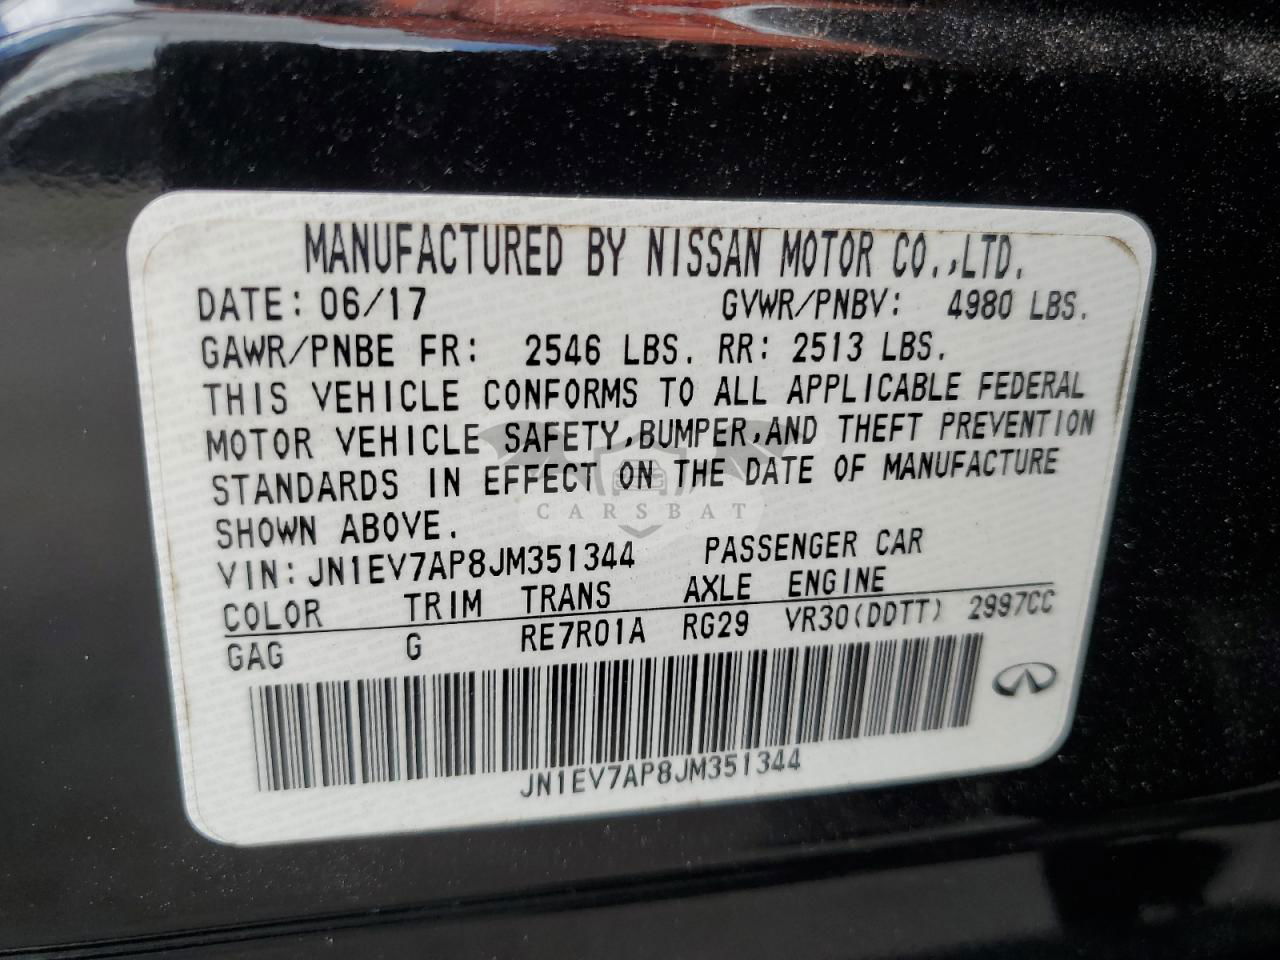 MANUFACTURED BY NISSAN MOTOR CO.,LTD.
DATE: 06/17 GVWR/PNBV: 4980 LBS.
GAWR/PNBE FR: 2546 LBS. RR: 2513 LBS.
THIS VEHICLE CONFORMS TO ALL APPLICABLE FEDERAL
MOTOR VEHICLE SAFETY,BUMPER,AND THEFT PREVENTION
STANDARDS IN EFFECT ON THE DATE OF MANUFACTURE
CARSBAT
SHOWN ABOVE.
VIN: JN1EV7AP8JM351344 PASSENGER CAR
COLOR TRIM TRANS AXLE ENGINE
GAG G RE7R01A RG29 VR30(DDTT) 2997CC
JN1EV7AP8JM351344